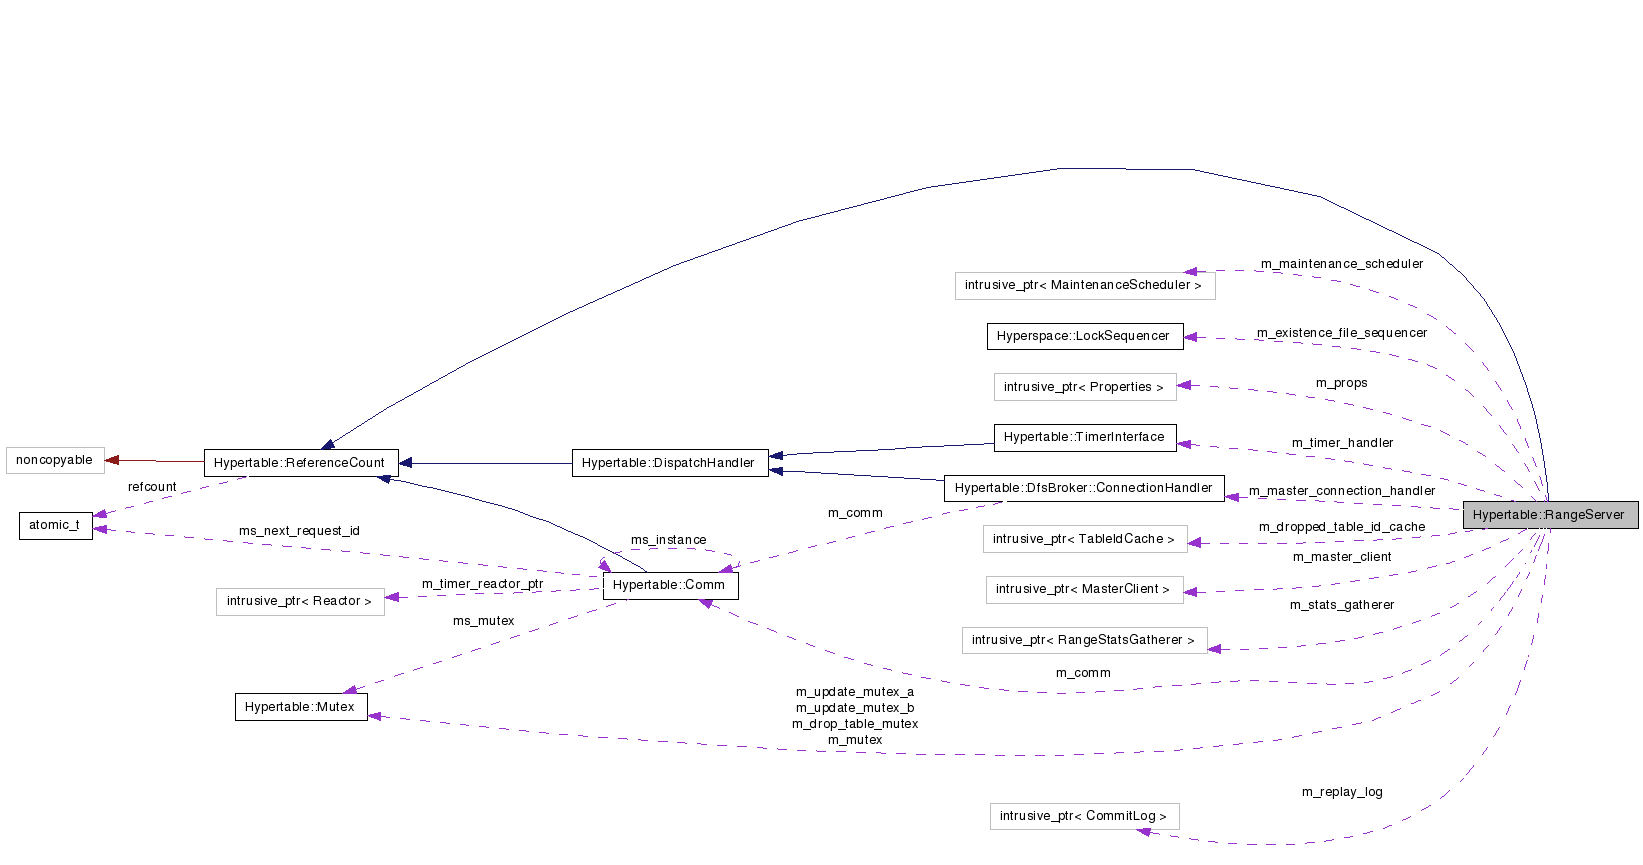 m_maintenance_scheduler
intrusive_ptr< MaintenanceScheduler >
m_existence_file_sequencer
Hyperspace::LockSequencer
m_props
intrusive_ptr< Properties >
Hypertable::TimerInterface
m_timer_handler
noncopyable
Hypertable::ReferenceCount
Hypertable::DispatchHandler
refcount
Hypertable::DfsBroker::ConnectionHandler
m_master_connection_handler
m_comm
Hypertable::RangeServer
atomic_t
ms_next_request_id
ms_instance
intrusive_ptr< TableIdCache >
m_dropped_table_id_cache
m_master_client
Hypertable::Comm
m_timer_reactor_ptr
intrusive_ptr< MasterClient >
intrusive_ptr< Reactor >
m_stats_gatherer
ms_mutex
intrusive_ptr< RangeStatsGatherer >
m_comm
Hypertable::Mutex
m_update_mutex_a
m_update_mutex_b
m_drop_table_mutex
m_mutex
m_replay_log
intrusive_ptr< CommitLog >